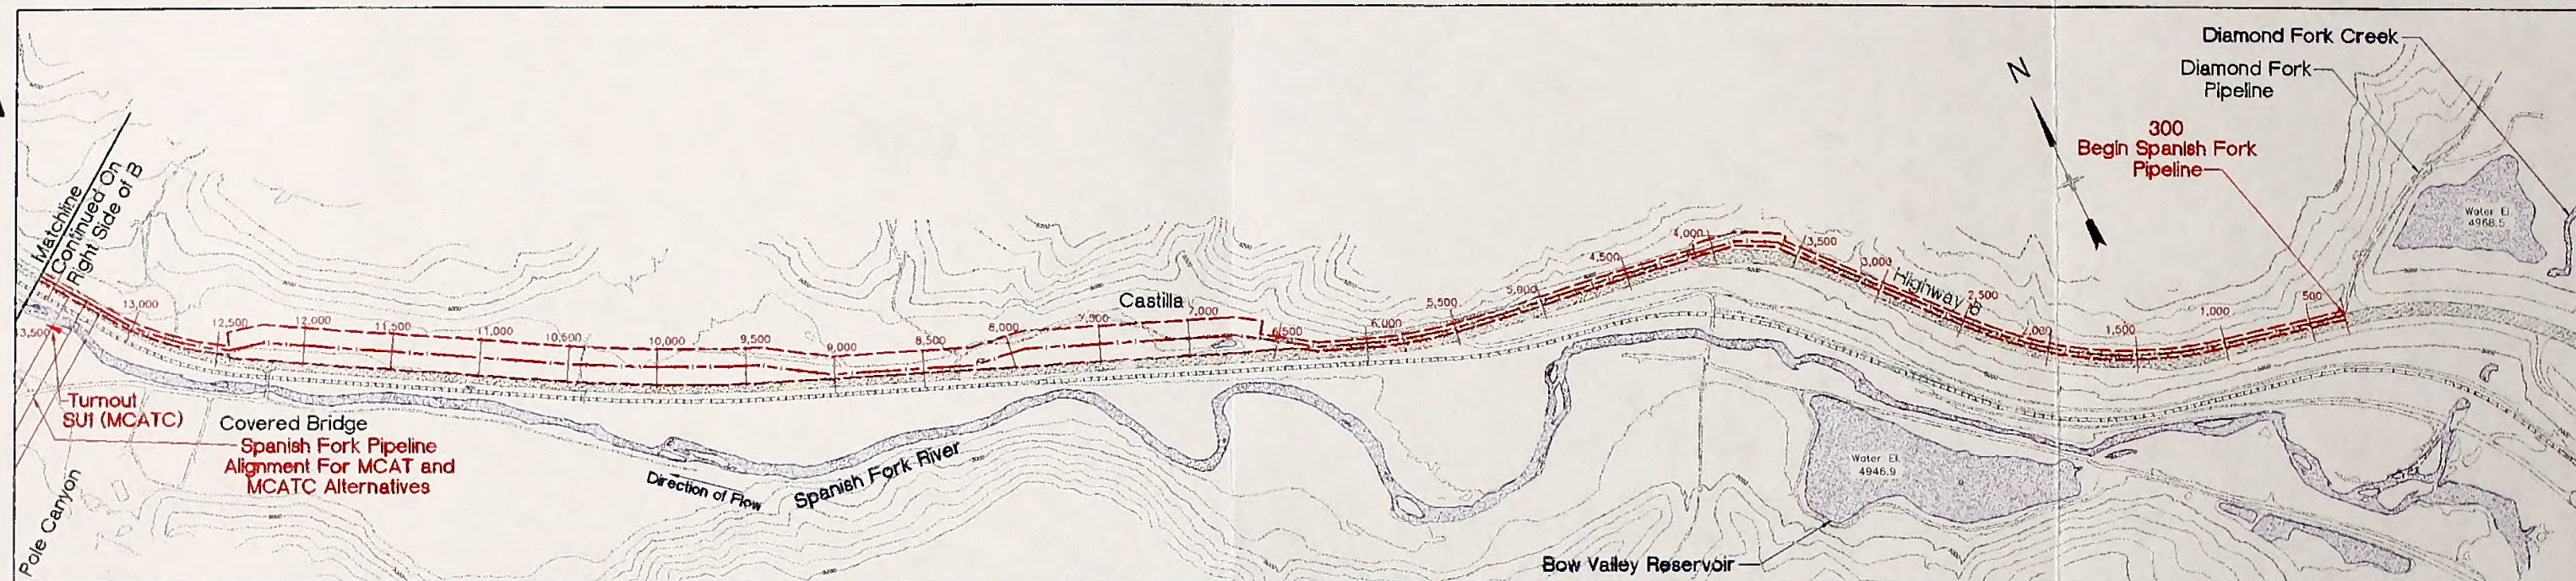 Diamond Fork Creek
Diamond Fork
Pipeline
N
300
Begin Spanish Fork
Pipeline
Water El.
4968.5
Matchline
Continued On
Right Side of B
13,500
13,000
12,500
12,000
11,500
11,000
10,500
10,000
9,500
9,000
8,500
8,000
7,500
Castilla
7,000
6,500
6,000
5,500
5,000
4,500
4,000
3,500
3,000
Highway 6
2,500
2,000
1,500
1,000
500
Turnout
SU1 (MCATC)
Covered Bridge
Spanish Fork Pipeline
Alignment For MCAT and
MCATC Alternatives
Pole Canyon
Direction of Flow
Spanish Fork River
Water El.
4946.9
Bow Valley Reservoir